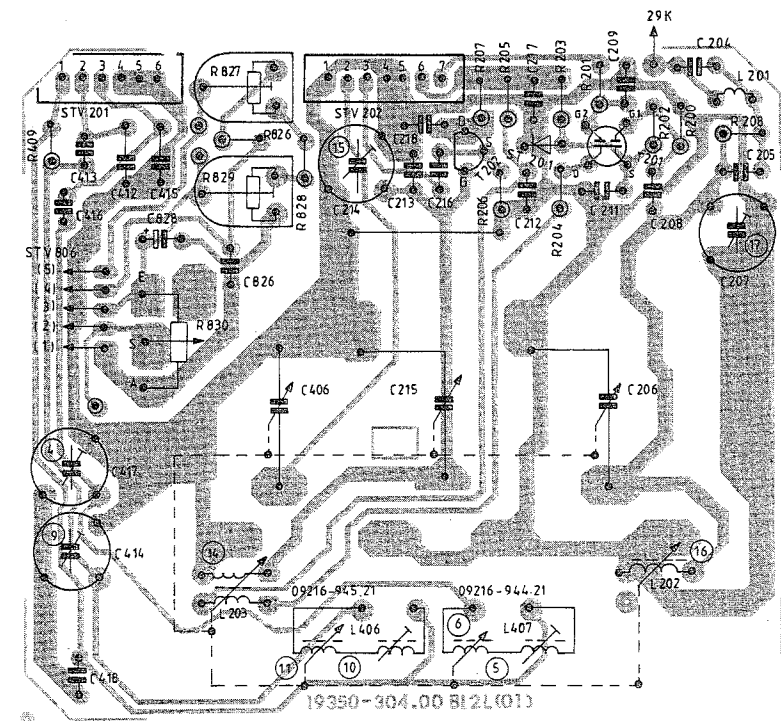 29K
R207
R205
C217
R203
C209
C204
R201
L201
1 2 3 4 5 6
R827
1 2 3 4 5 6 7
STV 201
STV 202
G2
G1
R202
R200
R208
R409
C413
C412
C415
R826
R829
R828
15
C218
D
S
G
T202
C214
C213
C216
R206
C212
D
S
R204
C211
C208
C205
C416
C828
+
STV 806
(5)
(4)
(3)
(2)
(1)
E
S
A
R830
C826
17
C207
C406
C215
C206
C417
9
C414
14
L203
09216-945.21
09216-944.21
16
L202
L406
6
L407
11
10
5
C418
19350-304.00 B12L(01)